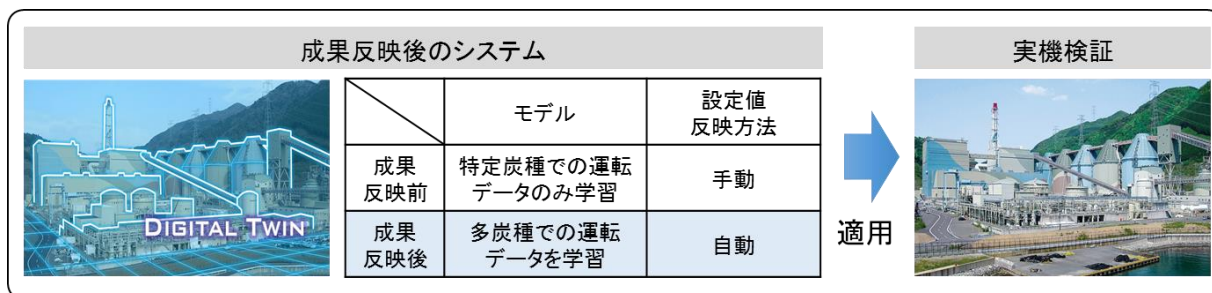 成果反映後のシステム
実機検証
DIGITAL TWIN
モデル
設定値
反映方法
成果
反映前
特定炭種での運転
データのみ学習
手動
成果
反映後
多炭種での運転
データを学習
自動
適用